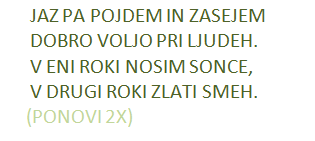 JAZ PA POJDEM IN ZASEJEM
DOBRO VOLJO PRI LJUDEH.
V ENI ROKI NOSIM SONCE,
V DRUGI ROKI ZLATI SMEH.
(PONOVI 2X)